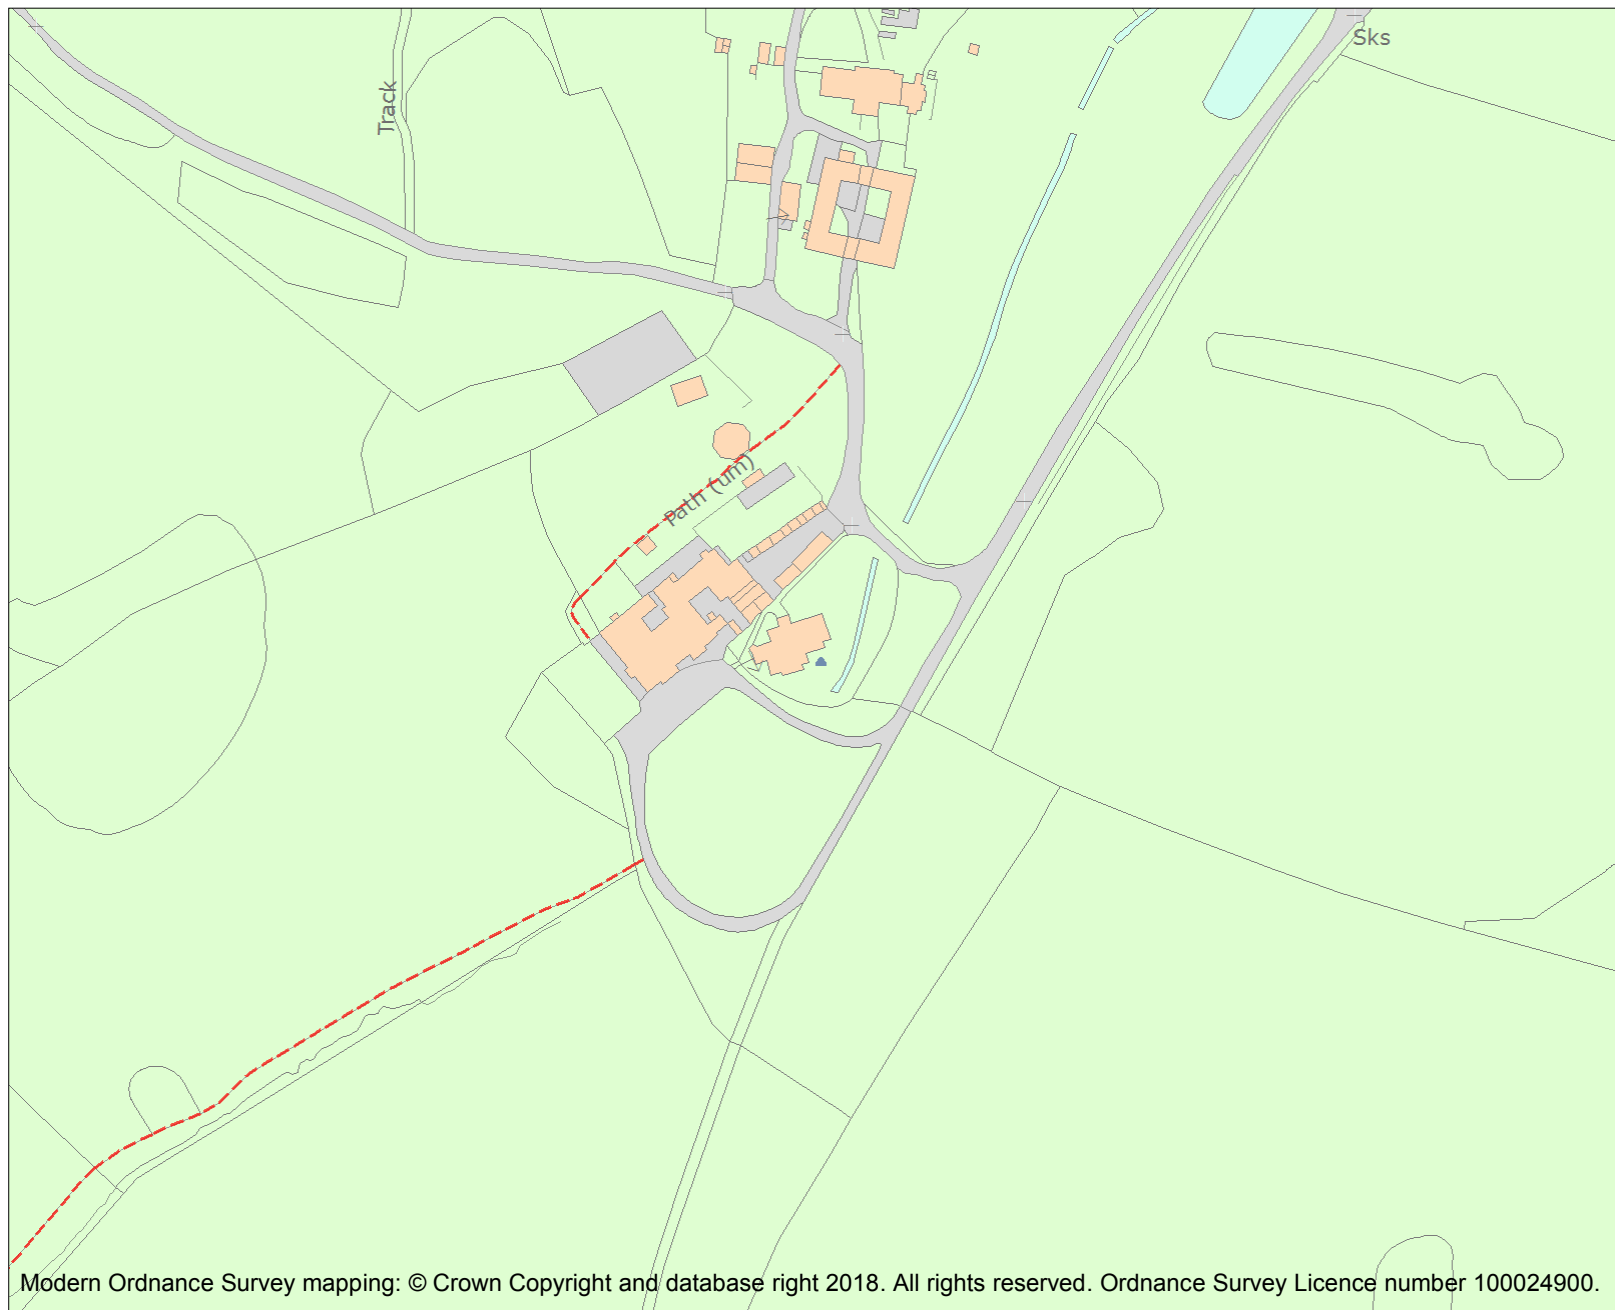 Sks
Track
Path (um)
Modern Ordnance Survey mapping: © Crown Copyright and database right 2018. All rights reserved. Ordnance Survey Licence number 100024900.